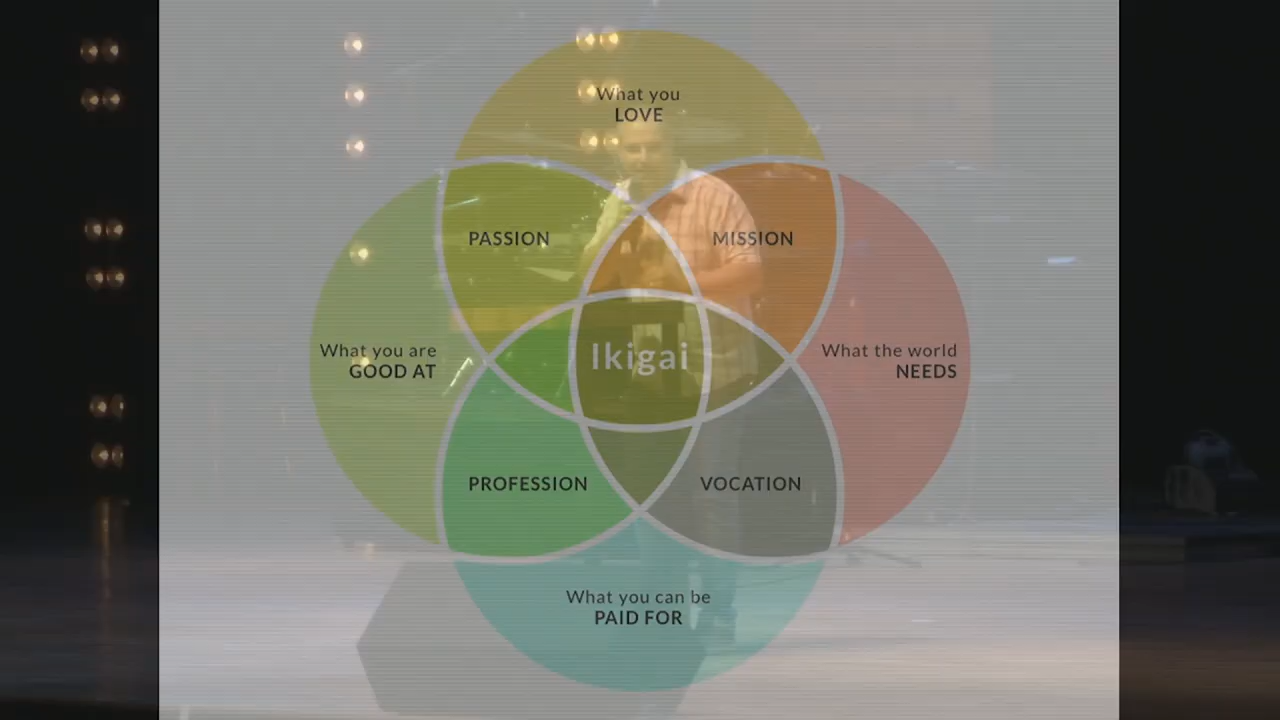 What you
LOVE
PASSION
MISSION
What you are
GOOD AT
Ikigai
What the world
NEEDS
PROFESSION
VOCATION
What you can be
PAID FOR